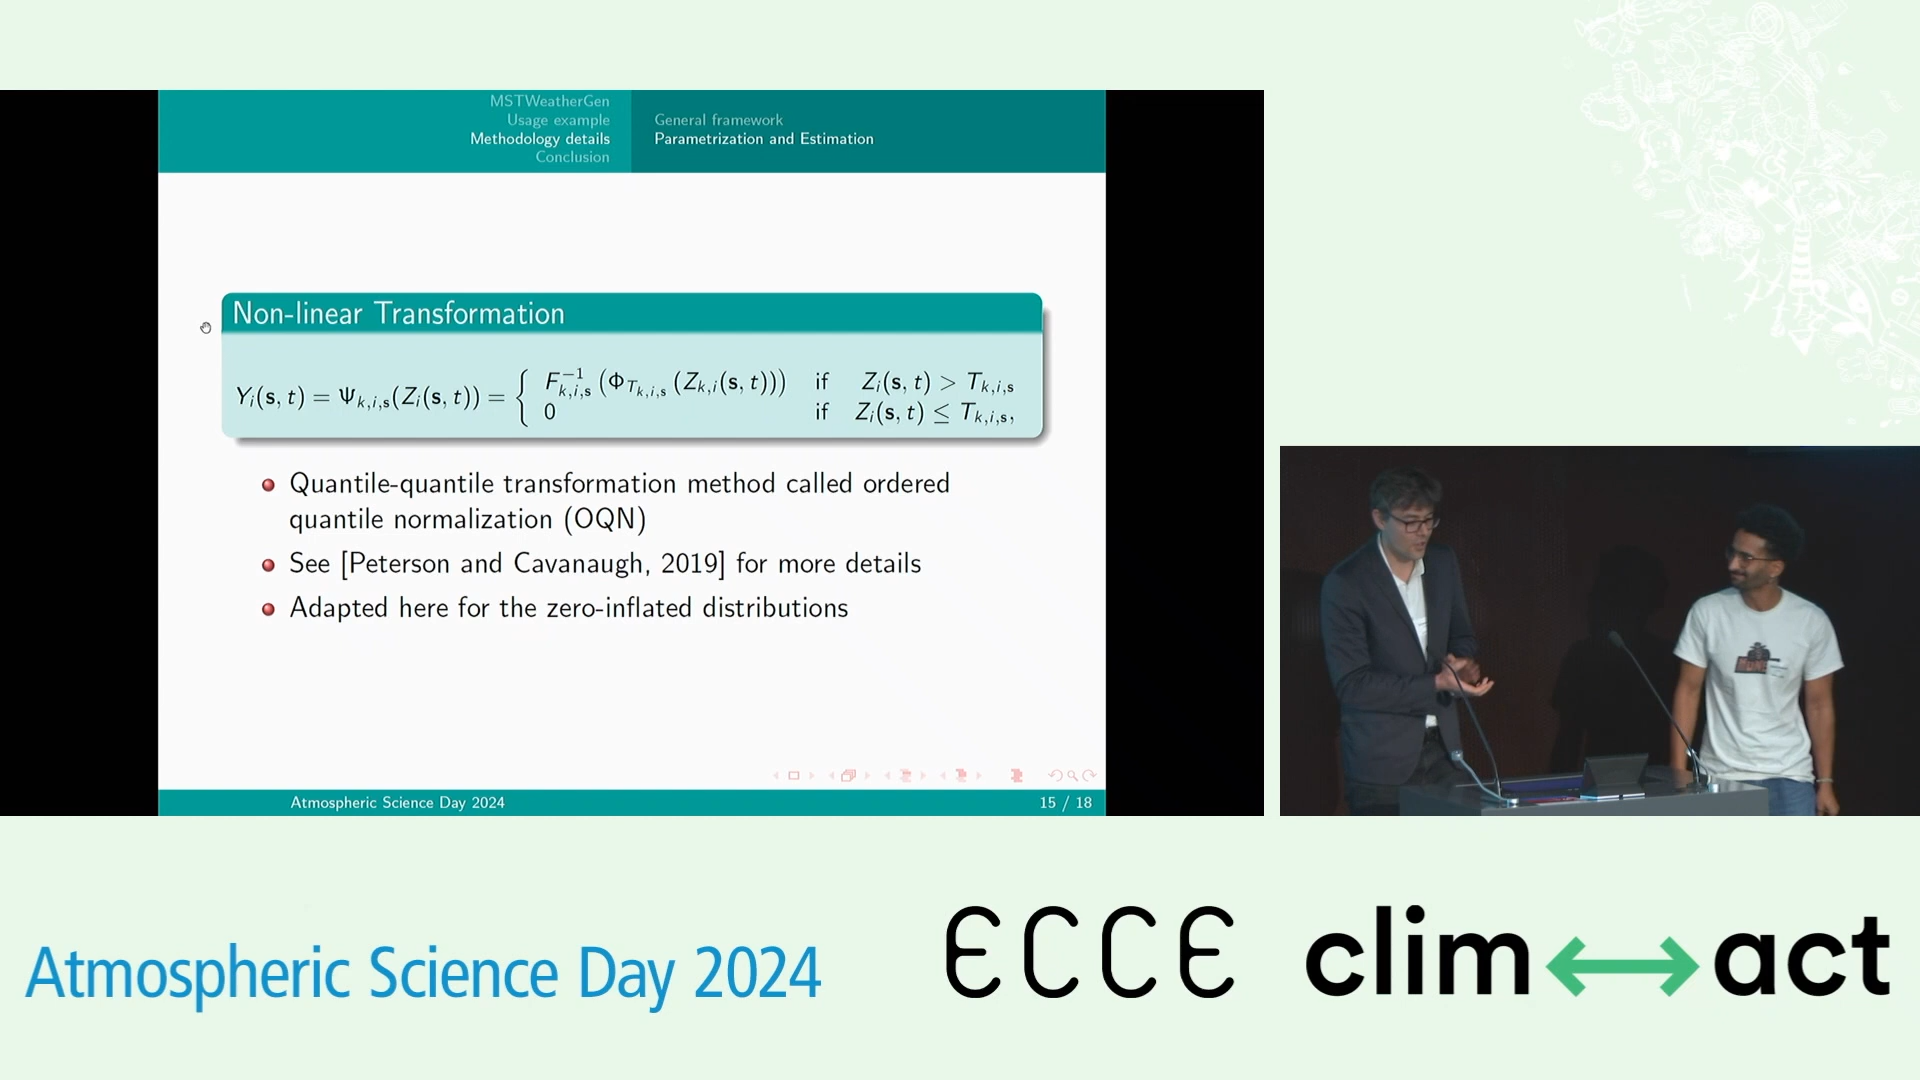 MSTWeatherGen
Usage example
Methodology details
Conclusion
General framework
Parametrization and Estimation
Non-linear Transformation
Y_i(s, t) = Ψ_{k,i,s}(Z_i(s, t)) = { F^{-1}_{k,i,s} (Φ_{T_{k,i,s}} (Z_{k,i}(s, t))) if Z_i(s, t) > T_{k,i,s}
0 if Z_i(s, t) ≤ T_{k,i,s},
Quantile-quantile transformation method called ordered
quantile normalization (OQN)
See [Peterson and Cavanaugh, 2019] for more details
Adapted here for the zero-inflated distributions
Atmospheric Science Day 2024
15 / 18
Atmospheric Science Day 2024
ECCE
clim↔act